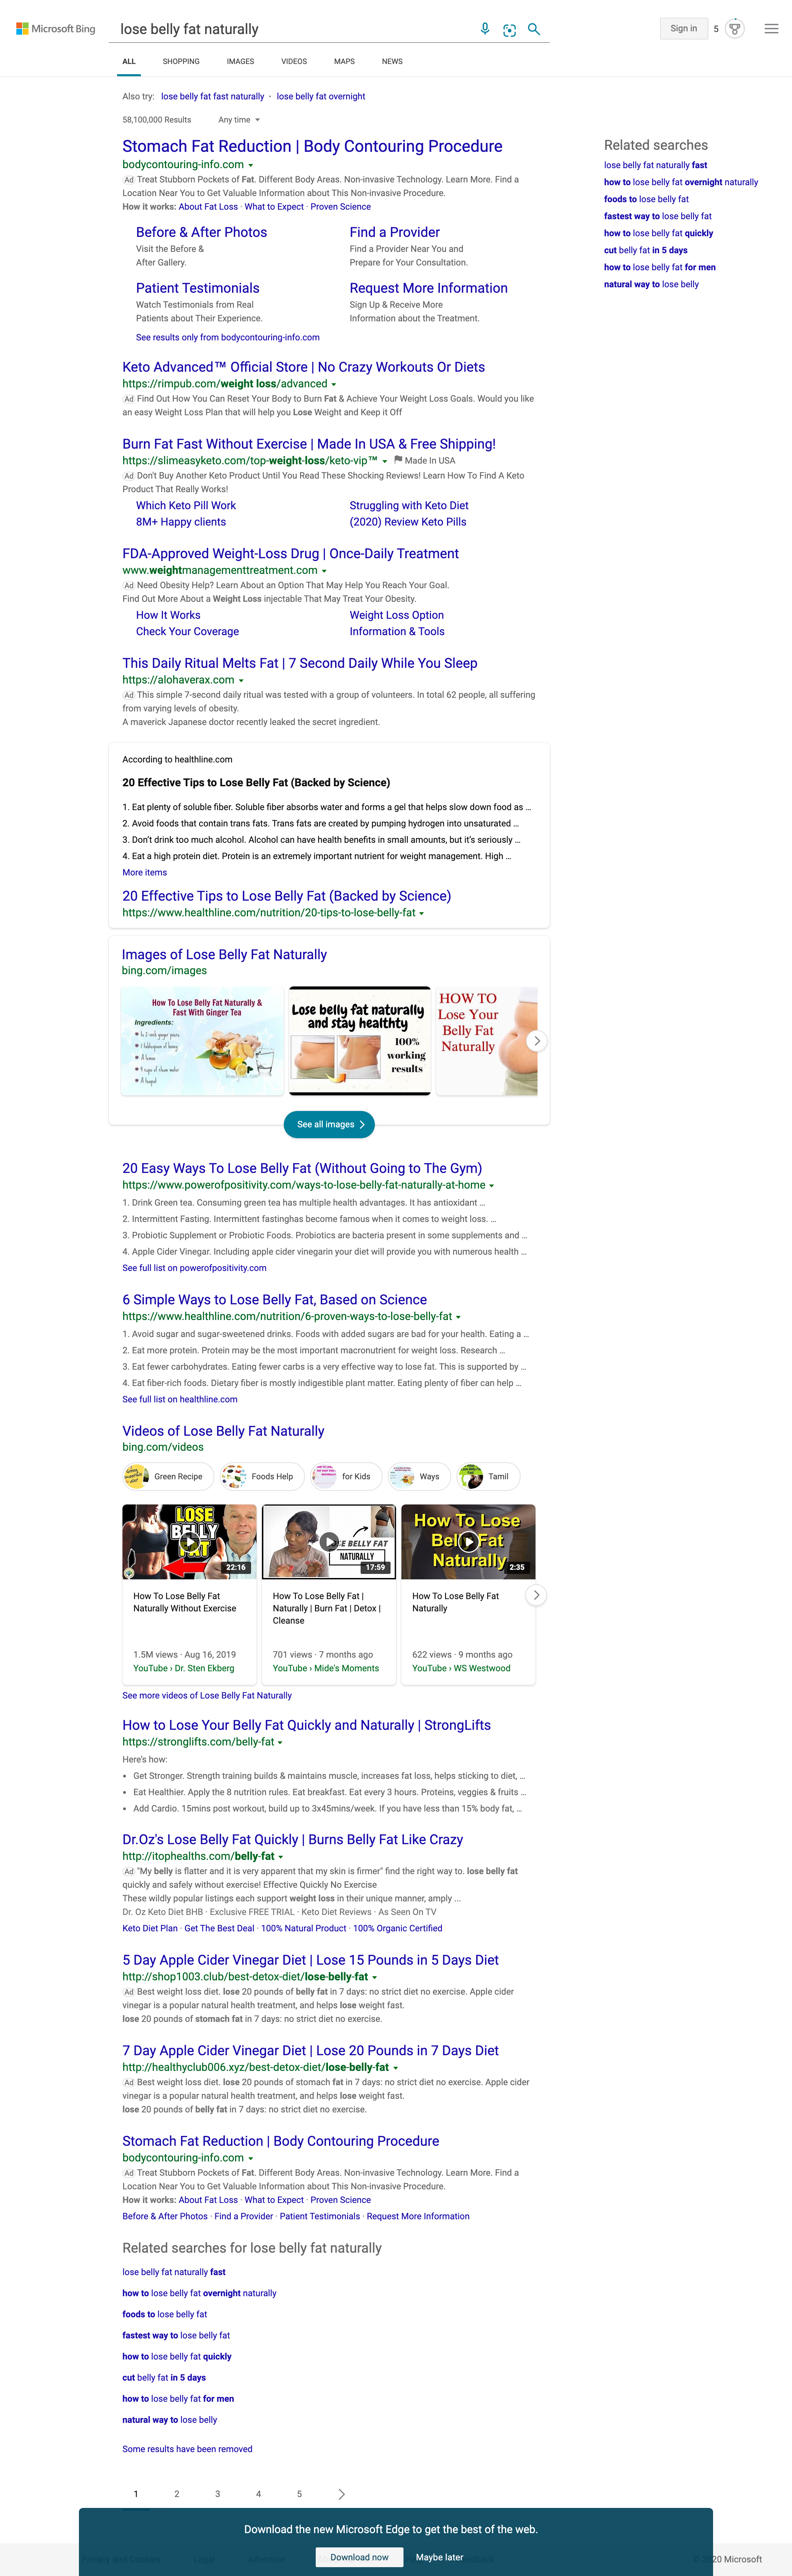 Microsoft Bing
lose belly fat naturally
Sign in
5
ALL
SHOPPING
IMAGES
VIDEOS
MAPS
NEWS
Also try: lose belly fat fast naturally · lose belly fat overnight
58,100,000 Results
Any time
Stomach Fat Reduction | Body Contouring Procedure
bodycontouring-info.com
Ad Treat Stubborn Pockets of Fat. Different Body Areas. Non-invasive Technology. Learn More. Find a
Location Near You to Get Valuable Information about This Non-invasive Procedure.
How it works: About Fat Loss · What to Expect · Proven Science
Before & After Photos
Visit the Before &
After Gallery.
Find a Provider
Find a Provider Near You and
Prepare for Your Consultation.
Patient Testimonials
Watch Testimonials from Real
Patients about Their Experience.
Request More Information
Sign Up & Receive More
Information about the Treatment.
See results only from bodycontouring-info.com
Keto Advanced™ Official Store | No Crazy Workouts Or Diets
https://rimpub.com/weight loss/advanced
Ad Find Out How You Can Reset Your Body to Burn Fat & Achieve Your Weight Loss Goals. Would you like
an easy Weight Loss Plan that will help you Lose Weight and Keep it Off
Burn Fat Fast Without Exercise | Made In USA & Free Shipping!
https://slimeasyketo.com/top-weight-loss/keto-vip™
Made In USA
Ad Don't Buy Another Keto Product Until You Read These Shocking Reviews! Learn How To Find A Keto
Product That Really Works!
Which Keto Pill Work
Struggling with Keto Diet
8M+ Happy clients
(2020) Review Keto Pills
FDA-Approved Weight-Loss Drug | Once-Daily Treatment
www.weightmanagementtreatment.com
Ad Need Obesity Help? Learn About an Option That May Help You Reach Your Goal.
Find Out More About a Weight Loss injectable That May Treat Your Obesity.
How It Works
Weight Loss Option
Check Your Coverage
Information & Tools
This Daily Ritual Melts Fat | 7 Second Daily While You Sleep
https://alohaverax.com
Ad This simple 7-second daily ritual was tested with a group of volunteers. In total 62 people, all suffering
from varying levels of obesity.
A maverick Japanese doctor recently leaked the secret ingredient.
According to healthline.com
20 Effective Tips to Lose Belly Fat (Backed by Science)
1. Eat plenty of soluble fiber. Soluble fiber absorbs water and forms a gel that helps slow down food as ...
2. Avoid foods that contain trans fats. Trans fats are created by pumping hydrogen into unsaturated ...
3. Don't drink too much alcohol. Alcohol can have health benefits in small amounts, but it's seriously ...
4. Eat a high protein diet. Protein is an extremely important nutrient for weight management. High ...
More items
20 Effective Tips to Lose Belly Fat (Backed by Science)
https://www.healthline.com/nutrition/20-tips-to-lose-belly-fat
Images of Lose Belly Fat Naturally
bing.com/images
How To Lose Belly Fat Naturally &
Fast With Ginger Tea
Ingredients:
Lose belly fat naturally
and stay healthty
100%
working
results
HOW TO
Lose Your
Belly Fat
Naturally
See all images
20 Easy Ways To Lose Belly Fat (Without Going to The Gym)
https://www.powerofpositivity.com/ways-to-lose-belly-fat-naturally-at-home
1. Drink Green tea. Consuming green tea has multiple health advantages. It has antioxidant ...
2. Intermittent Fasting. Intermittent fastinghas become famous when it comes to weight loss. ...
3. Probiotic Supplement or Probiotic Foods. Probiotics are bacteria present in some supplements and ...
4. Apple Cider Vinegar. Including apple cider vinegarin your diet will provide you with numerous health ...
See full list on powerofpositivity.com
6 Simple Ways to Lose Belly Fat, Based on Science
https://www.healthline.com/nutrition/6-proven-ways-to-lose-belly-fat
1. Avoid sugar and sugar-sweetened drinks. Foods with added sugars are bad for your health. Eating a ...
2. Eat more protein. Protein may be the most important macronutrient for weight loss. Research ...
3. Eat fewer carbohydrates. Eating fewer carbs is a very effective way to lose fat. This is supported by ...
4. Eat fiber-rich foods. Dietary fiber is mostly indigestible plant matter. Eating plenty of fiber can help ...
See full list on healthline.com
Videos of Lose Belly Fat Naturally
bing.com/videos
Green Recipe
Foods Help
for Kids
Ways
Tamil
LOSE
BELLY
FAT
22:16
How To Lose Belly Fat
Naturally Without Exercise
1.5M views · Aug 16, 2019
YouTube › Dr. Sten Ekberg
BELLY FAT
NATURALLY
17:59
How To Lose Belly Fat |
Naturally | Burn Fat | Detox |
Cleanse
701 views · 7 months ago
YouTube › Mide's Moments
How To Lose
Belly Fat
Naturally
2:35
How To Lose Belly Fat
Naturally
622 views · 9 months ago
YouTube › WS Westwood
See more videos of Lose Belly Fat Naturally
How to Lose Your Belly Fat Quickly and Naturally | StrongLifts
https://stronglifts.com/belly-fat
Here's how:
• Get Stronger. Strength training builds & maintains muscle, increases fat loss, helps sticking to diet, ...
• Eat Healthier. Apply the 8 nutrition rules. Eat breakfast. Eat every 3 hours. Proteins, veggies & fruits ...
• Add Cardio. 15mins post workout, build up to 3x45mins/week. If you have less than 15% body fat, ...
Dr.Oz's Lose Belly Fat Quickly | Burns Belly Fat Like Crazy
http://itophealths.com/belly-fat
Ad "My belly is flatter and it is very apparent that my skin is firmer" find the right way to. lose belly fat
quickly and safely without exercise! Effective Quickly No Exercise
These wildly popular listings each support weight loss in their unique manner, amply ...
Dr. Oz Keto Diet BHB · Exclusive FREE TRIAL · Keto Diet Reviews · As Seen On TV
Keto Diet Plan · Get The Best Deal · 100% Natural Product · 100% Organic Certified
5 Day Apple Cider Vinegar Diet | Lose 15 Pounds in 5 Days Diet
http://shop1003.club/best-detox-diet/lose-belly-fat
Ad Best weight loss diet. lose 20 pounds of belly fat in 7 days: no strict diet no exercise. Apple cider
vinegar is a popular natural health treatment, and helps lose weight fast.
lose 20 pounds of stomach fat in 7 days: no strict diet no exercise.
7 Day Apple Cider Vinegar Diet | Lose 20 Pounds in 7 Days Diet
http://healthyclub006.xyz/best-detox-diet/lose-belly-fat
Ad Best weight loss diet. lose 20 pounds of stomach fat in 7 days: no strict diet no exercise. Apple cider
vinegar is a popular natural health treatment, and helps lose weight fast.
lose 20 pounds of belly fat in 7 days: no strict diet no exercise.
Stomach Fat Reduction | Body Contouring Procedure
bodycontouring-info.com
Ad Treat Stubborn Pockets of Fat. Different Body Areas. Non-invasive Technology. Learn More. Find a
Location Near You to Get Valuable Information about This Non-invasive Procedure.
How it works: About Fat Loss · What to Expect · Proven Science
Before & After Photos · Find a Provider · Patient Testimonials · Request More Information
Related searches for lose belly fat naturally
lose belly fat naturally fast
how to lose belly fat overnight naturally
foods to lose belly fat
fastest way to lose belly fat
how to lose belly fat quickly
cut belly fat in 5 days
how to lose belly fat for men
natural way to lose belly
Some results have been removed
1
2
3
4
5
Related searches
lose belly fat naturally fast
how to lose belly fat overnight naturally
foods to lose belly fat
fastest way to lose belly fat
how to lose belly fat quickly
cut belly fat in 5 days
how to lose belly fat for men
natural way to lose belly
Download the new Microsoft Edge to get the best of the web.
Download now
Maybe later
20 Microsoft